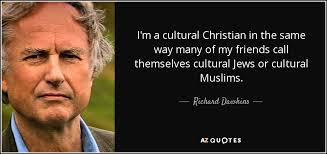 I'm a cultural Christian in the same
way many of my friends call
themselves cultural Jews or cultural
Muslims.
Richard Dawkins
AZ QUOTES